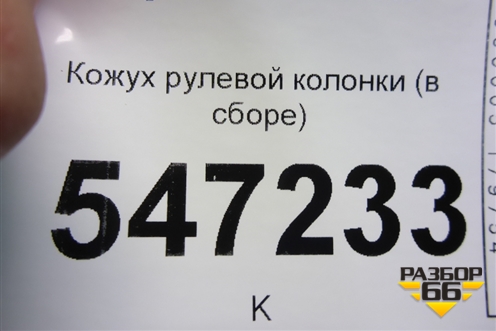 Кожух рулевой колонки (в
сборе)
547233
К
РАЗБОР
66